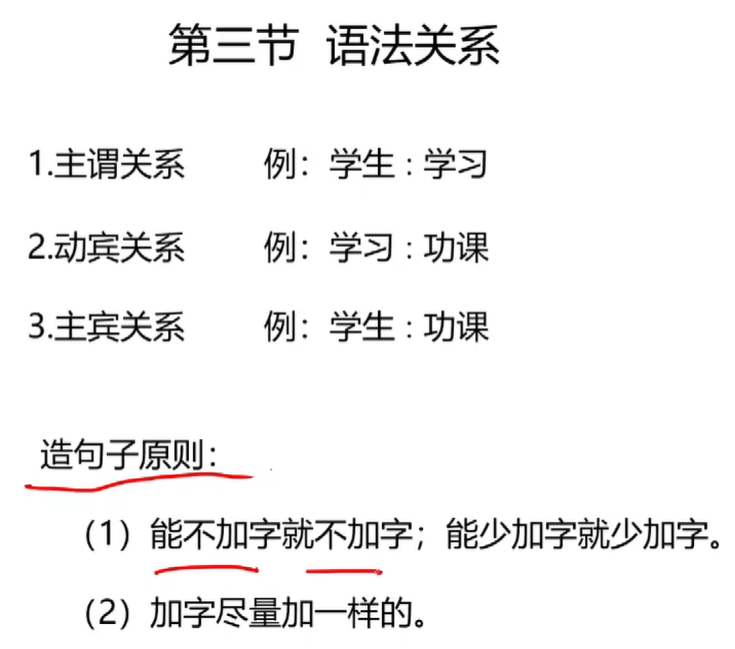 第三节 语法关系
1.主谓关系 例：学生：学习
2.动宾关系 例：学习：功课
3.主宾关系 例：学生：功课
造句子原则：
（1）能不加字就不加字；能少加字就少加字。
（2）加字尽量加一样的。